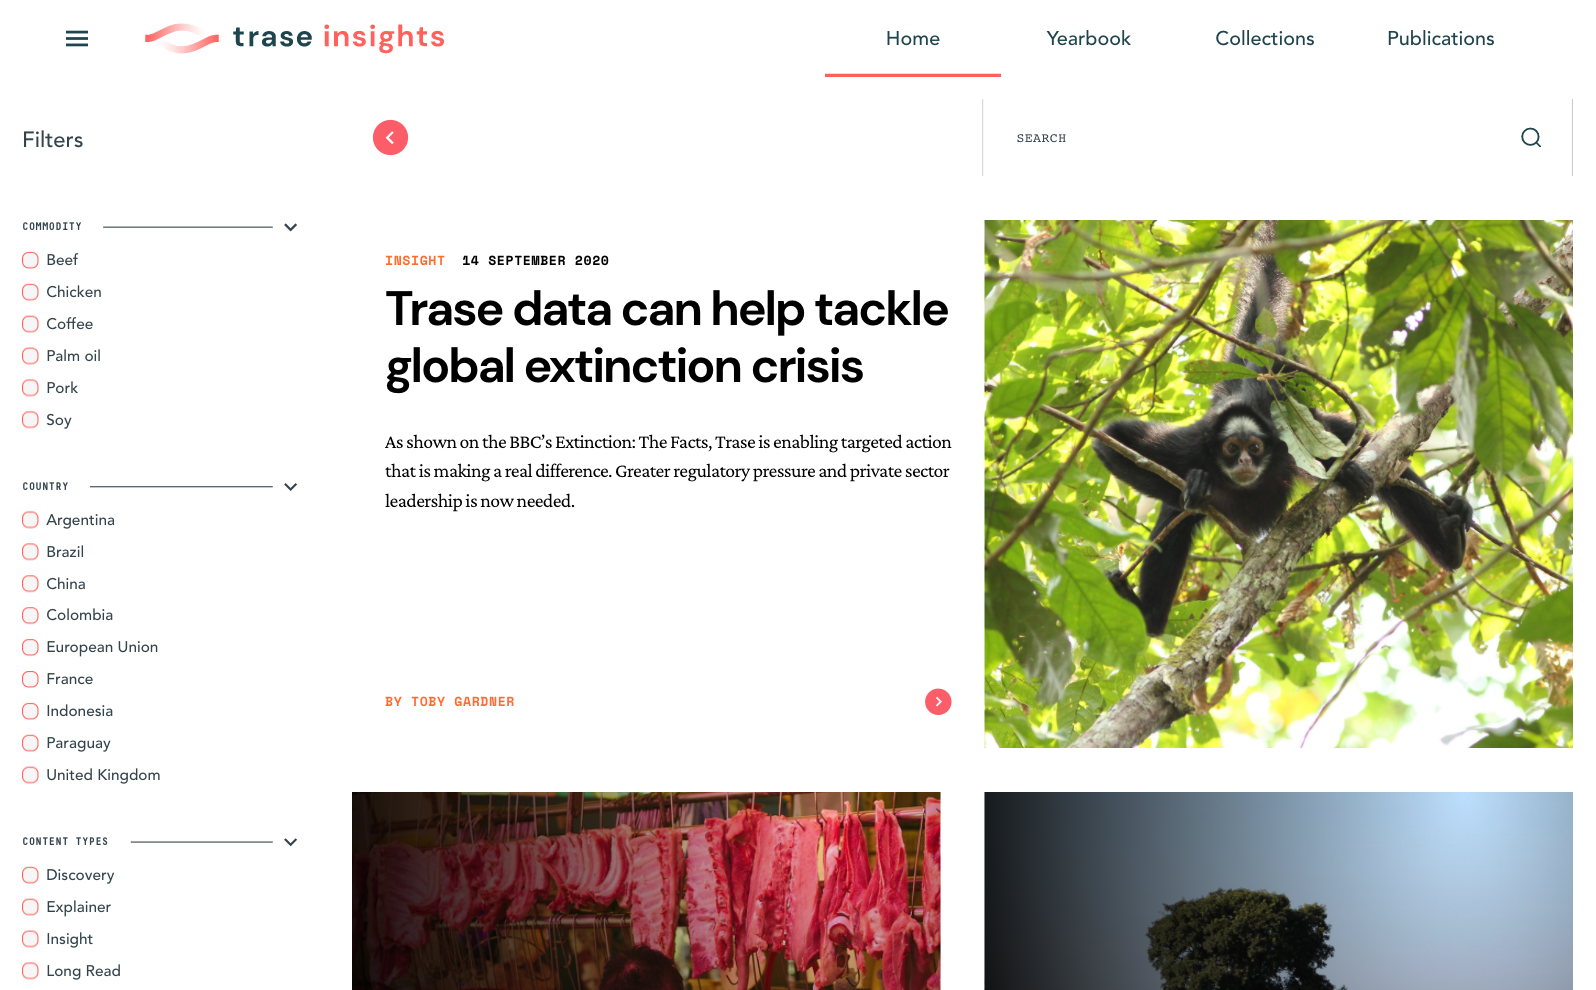 trase insights
Home
Yearbook
Collections
Publications
Filters
SEARCH
COMMODITY
Beef
Chicken
Coffee
Palm oil
Pork
Soy
COUNTRY
Argentina
Brazil
China
Colombia
European Union
France
Indonesia
Paraguay
United Kingdom
CONTENT TYPES
Discovery
Explainer
Insight
Long Read
INSIGHT 14 SEPTEMBER 2020
Trase data can help tackle
global extinction crisis
As shown on the BBC’s Extinction: The Facts, Trase is enabling targeted action
that is making a real difference. Greater regulatory pressure and private sector
leadership is now needed.
BY TOBY GARDNER